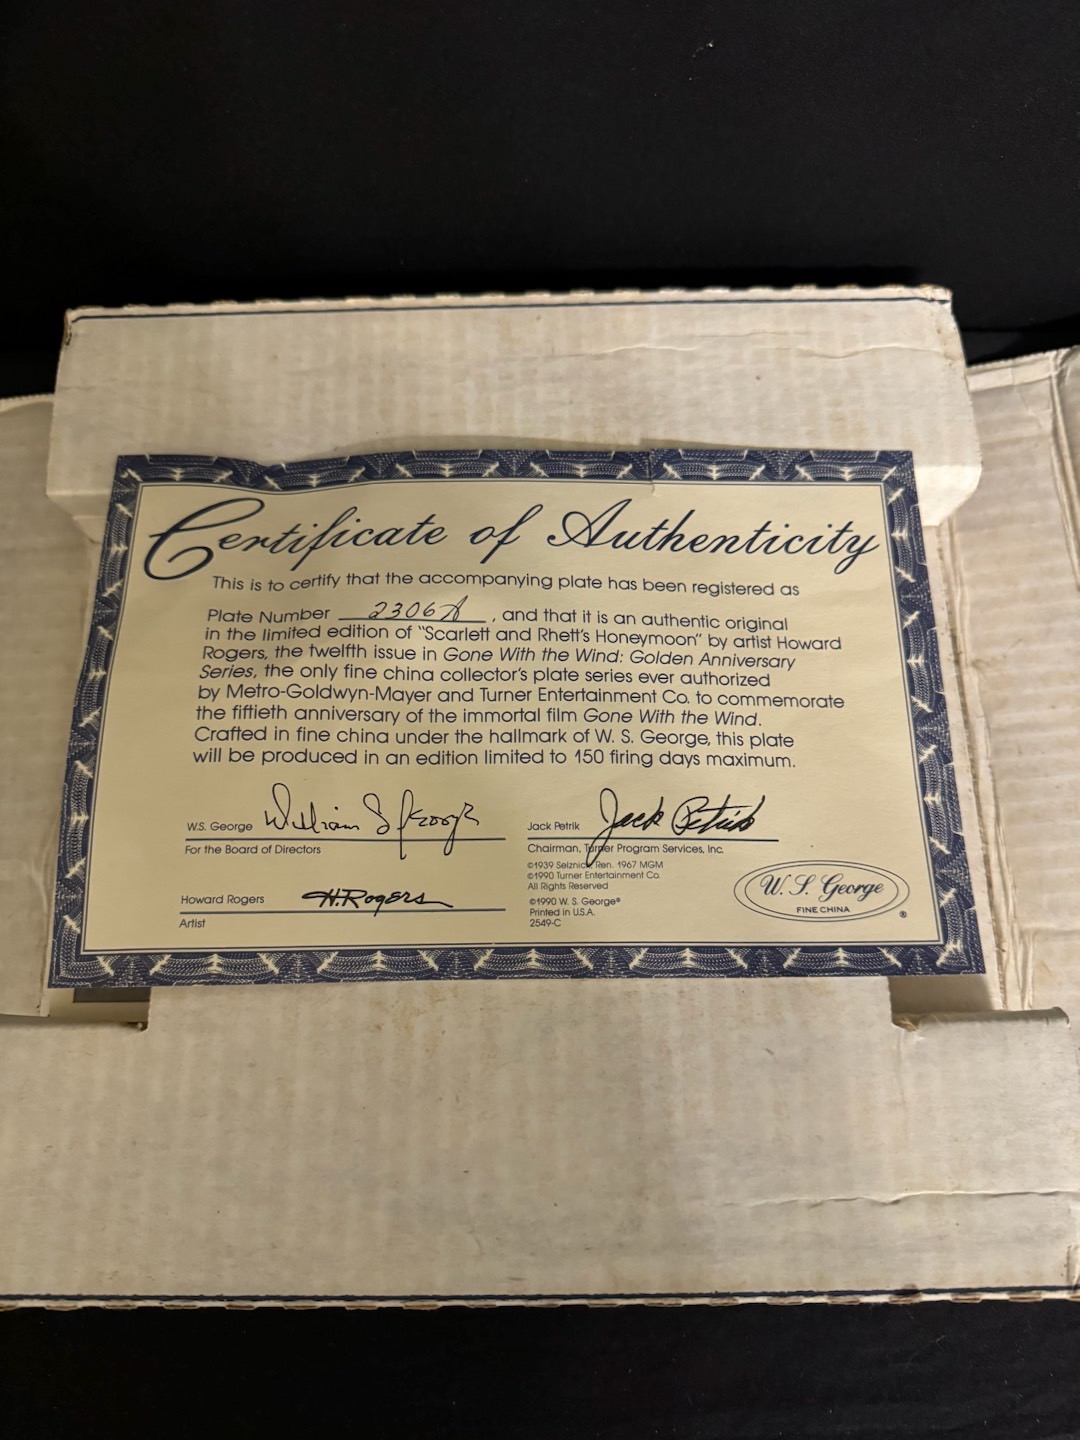 Certificate of Authenticity
This is to certify that the accompanying plate has been registered as
Plate Number 2306A, and that it is an authentic original
in the limited edition of "Scarlett and Rhett's Honeymoon" by artist Howard
Rogers, the twelfth issue in Gone With the Wind: Golden Anniversary
Series, the only fine china collector's plate series ever authorized
by Metro-Goldwyn-Mayer and Turner Entertainment Co. to commemorate
the fiftieth anniversary of the immortal film Gone With the Wind.
Crafted in fine china under the hallmark of W. S. George, this plate
will be produced in an edition limited to 150 firing days maximum.
W.S. George William S George
For the Board of Directors
Howard Rogers H. Rogers
Artist
Jack Petrik Jack Petrik
Chairman, Turner Program Services, Inc.
©1939 Selznick, Ren. 1967 MGM
©1990 Turner Entertainment Co.
All Rights Reserved
©1990 W. S. George®
Printed in U.S.A.
2549-C
W. S. George
FINE CHINA
®